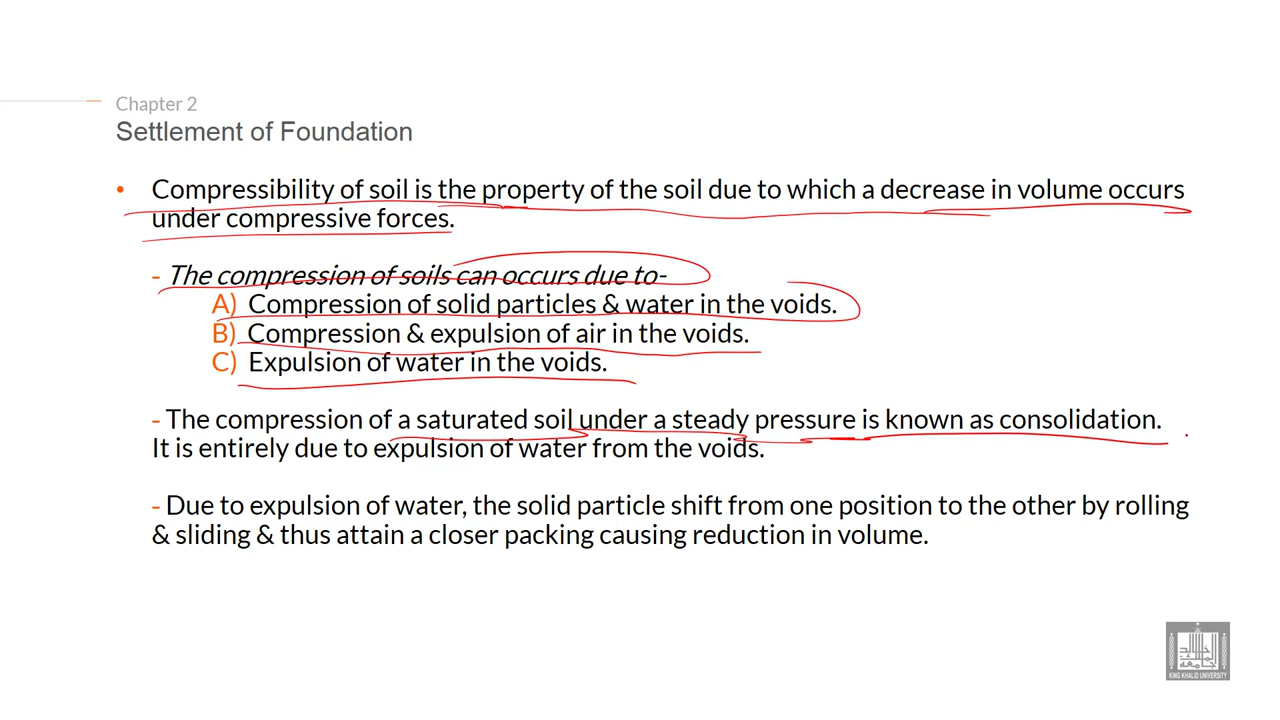 Chapter 2
Settlement of Foundation
• Compressibility of soil is the property of the soil due to which a decrease in volume occurs
under compressive forces.
- The compression of soils can occurs due to-
A) Compression of solid particles & water in the voids.
B) Compression & expulsion of air in the voids.
C) Expulsion of water in the voids.
- The compression of a saturated soil under a steady pressure is known as consolidation.
It is entirely due to expulsion of water from the voids.
- Due to expulsion of water, the solid particle shift from one position to the other by rolling
& sliding & thus attain a closer packing causing reduction in volume.
KING KHALID UNIVERSITY